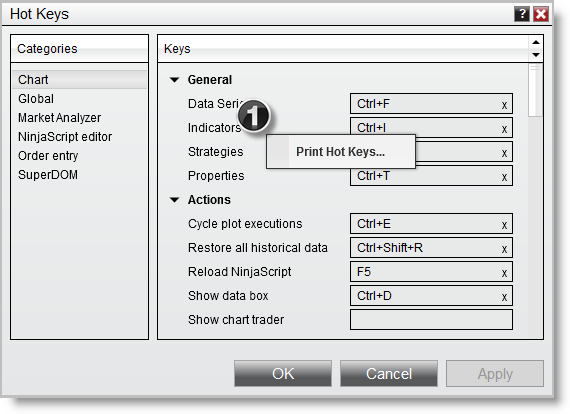 Hot Keys
? x
Categories
Keys
Chart
Global
Market Analyzer
NinjaScript editor
Order entry
SuperDOM
General
Data Seri
Ctrl+F x
1
Indicators
Ctrl+I x
Strategies
x
Print Hot Keys...
Properties
Ctrl+T x
Actions
Cycle plot executions
Ctrl+E x
Restore all historical data
Ctrl+Shift+R x
Reload NinjaScript
F5 x
Show data box
Ctrl+D x
Show chart trader
OK
Cancel
Apply